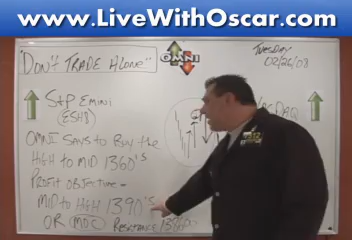 www.LiveWithOscar.com
"DON'T TRADE AlONE"
OMNI
TUESDAY
02/26/08
S+P Emini
(ESH8)
OMNI SAYS to Buy the
HIGH to MID 1360's
PROFIT OBJECTIVE -
MID to HIGH 1390's
OR (MOC) RESISTANCE